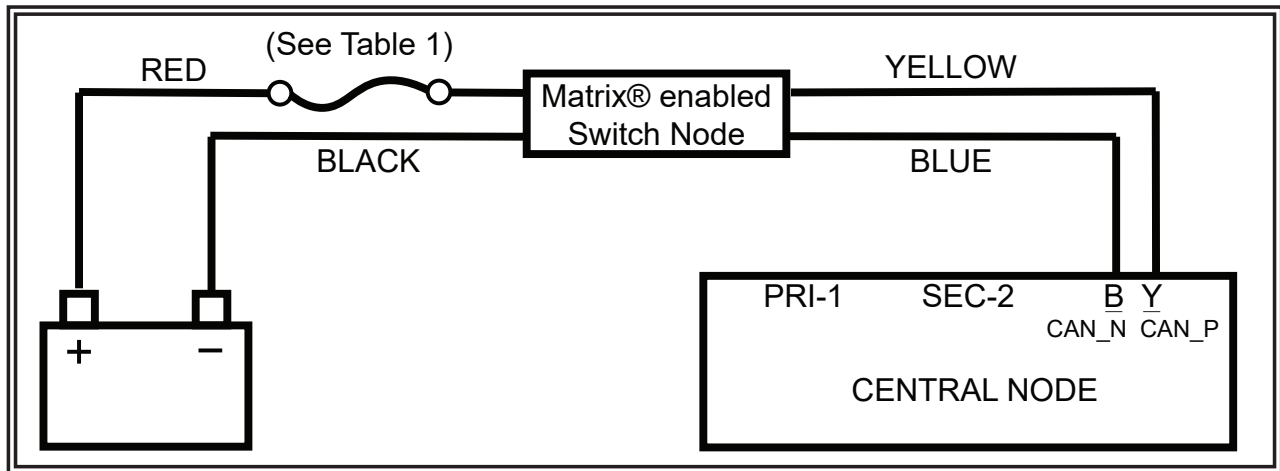 (See Table 1)
RED
YELLOW
Matrix® enabled
Switch Node
BLACK
BLUE
PRI-1 SEC-2 B Y
CAN_N CAN_P
+ –
CENTRAL NODE